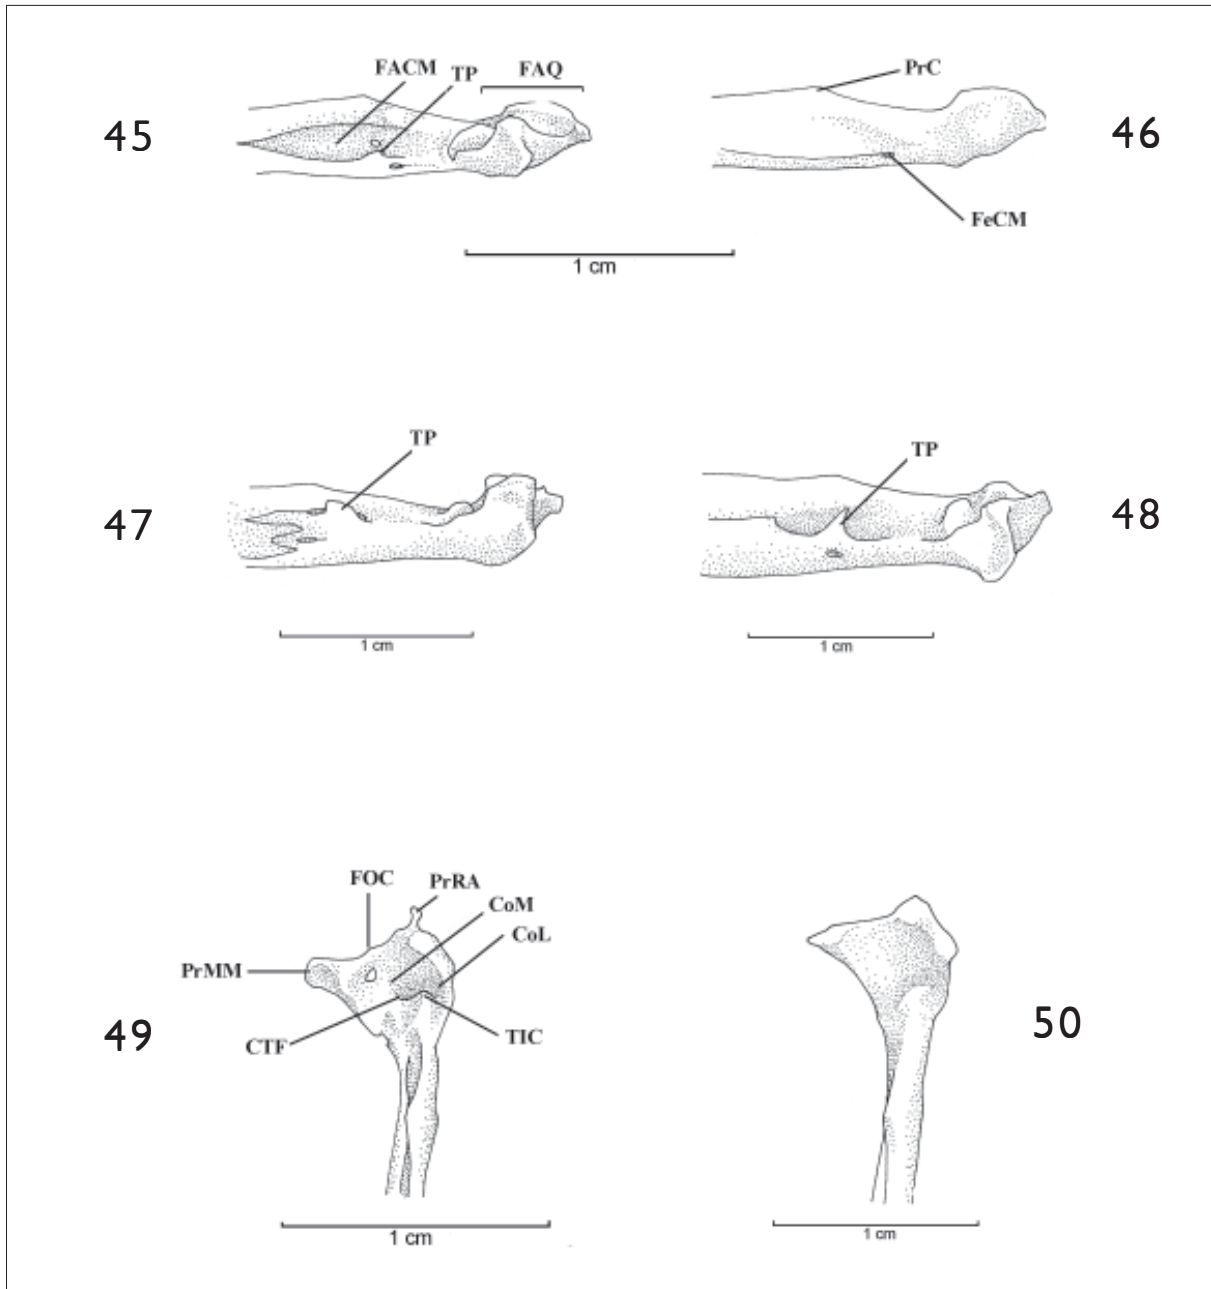 FACM TP FAQ
PrC
45
46
FeCM
1 cm
TP
TP
47
48
1 cm
1 cm
FOC
PrRA
CoM
CoL
PrMM
49
50
CTF
TIC
1 cm
1 cm